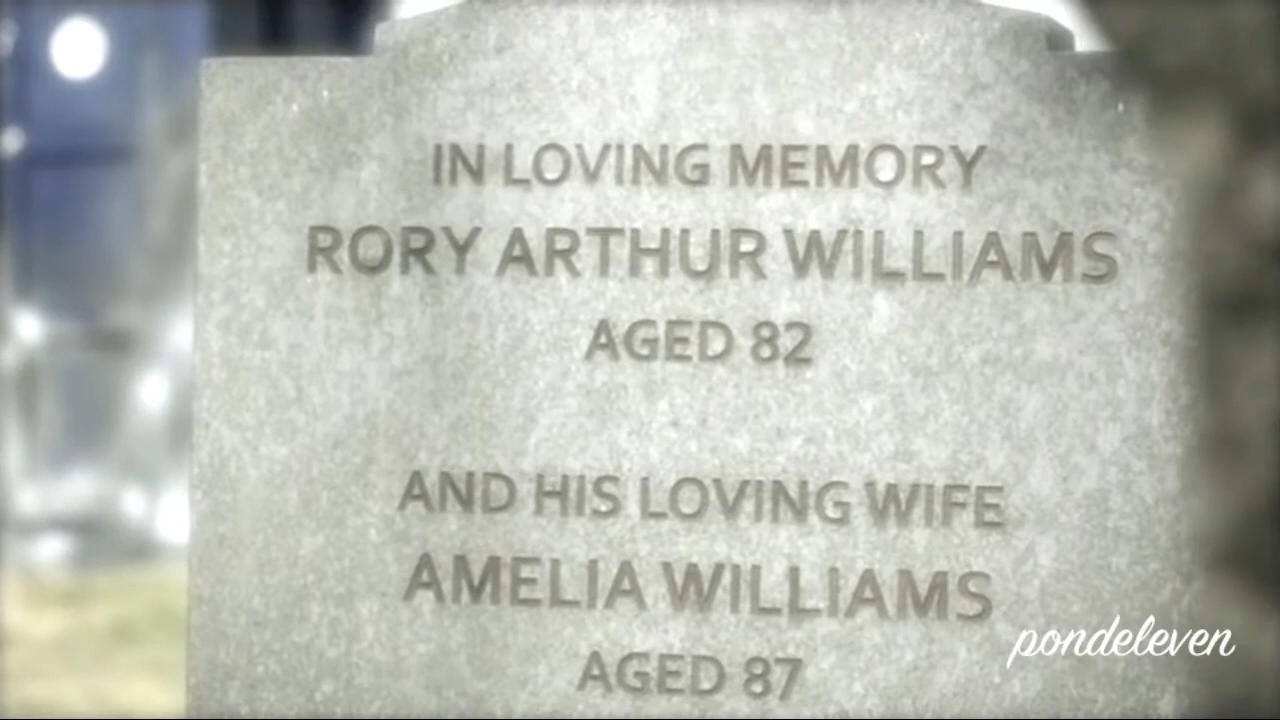 IN LOVING MEMORY
RORY ARTHUR WILLIAMS
AGED 82
AND HIS LOVING WIFE
AMELIA WILLIAMS
AGED 87
pondeleven